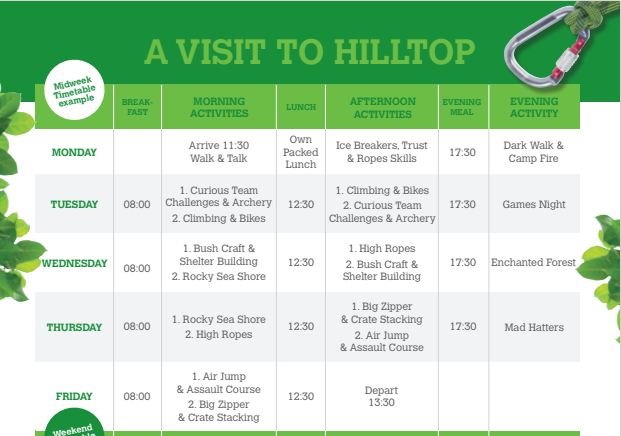 A VISIT TO HILLTOP
Midweek
Timetable
example
BREAK-
FAST
MORNING
ACTIVITIES
LUNCH
AFTERNOON
ACTIVITIES
EVENING
MEAL
EVENING
ACTIVITY
MONDAY
Arrive 11:30
Walk & Talk
Own
Packed
Lunch
Ice Breakers, Trust
& Ropes Skills
17:30
Dark Walk &
Camp Fire
TUESDAY
08:00
1. Curious Team
Challenges & Archery
2. Climbing & Bikes
12:30
1. Climbing & Bikes
2. Curious Team
Challenges & Archery
17:30
Games Night
WEDNESDAY
08:00
1. Bush Craft &
Shelter Building
2. Rocky Sea Shore
12:30
1. High Ropes
2. Bush Craft &
Shelter Building
17:30
Enchanted Forest
THURSDAY
08:00
1. Rocky Sea Shore
2. High Ropes
12:30
1. Big Zipper
& Crate Stacking
2. Air Jump
& Assault Course
17:30
Mad Hatters
FRIDAY
08:00
1. Air Jump
& Assault Course
2. Big Zipper
& Crate Stacking
12:30
Depart
13:30
Weekend